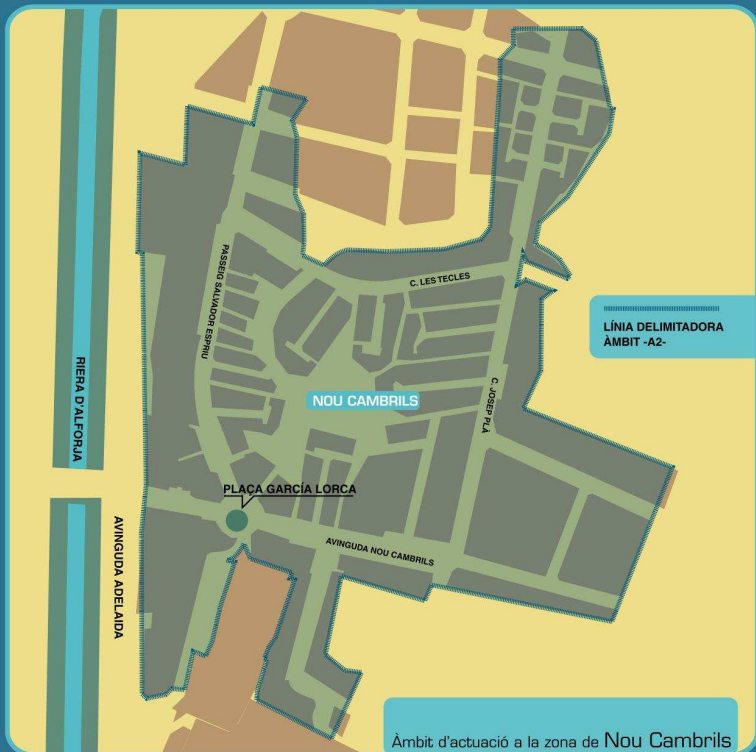 PASSEIG SALVADOR ESPRIU
C. LES TECLES
LÍNIA DELIMITADORA
ÀMBIT -A2-
RIERA D'ALFORJA
NOU CAMBRILS
C. JOSEP PLÀ
PLAÇA GARCÍA LORCA
AVINGUDA ADELAIDA
AVINGUDA NOU CAMBRILS
Àmbit d'actuació a la zona de Nou Cambrils